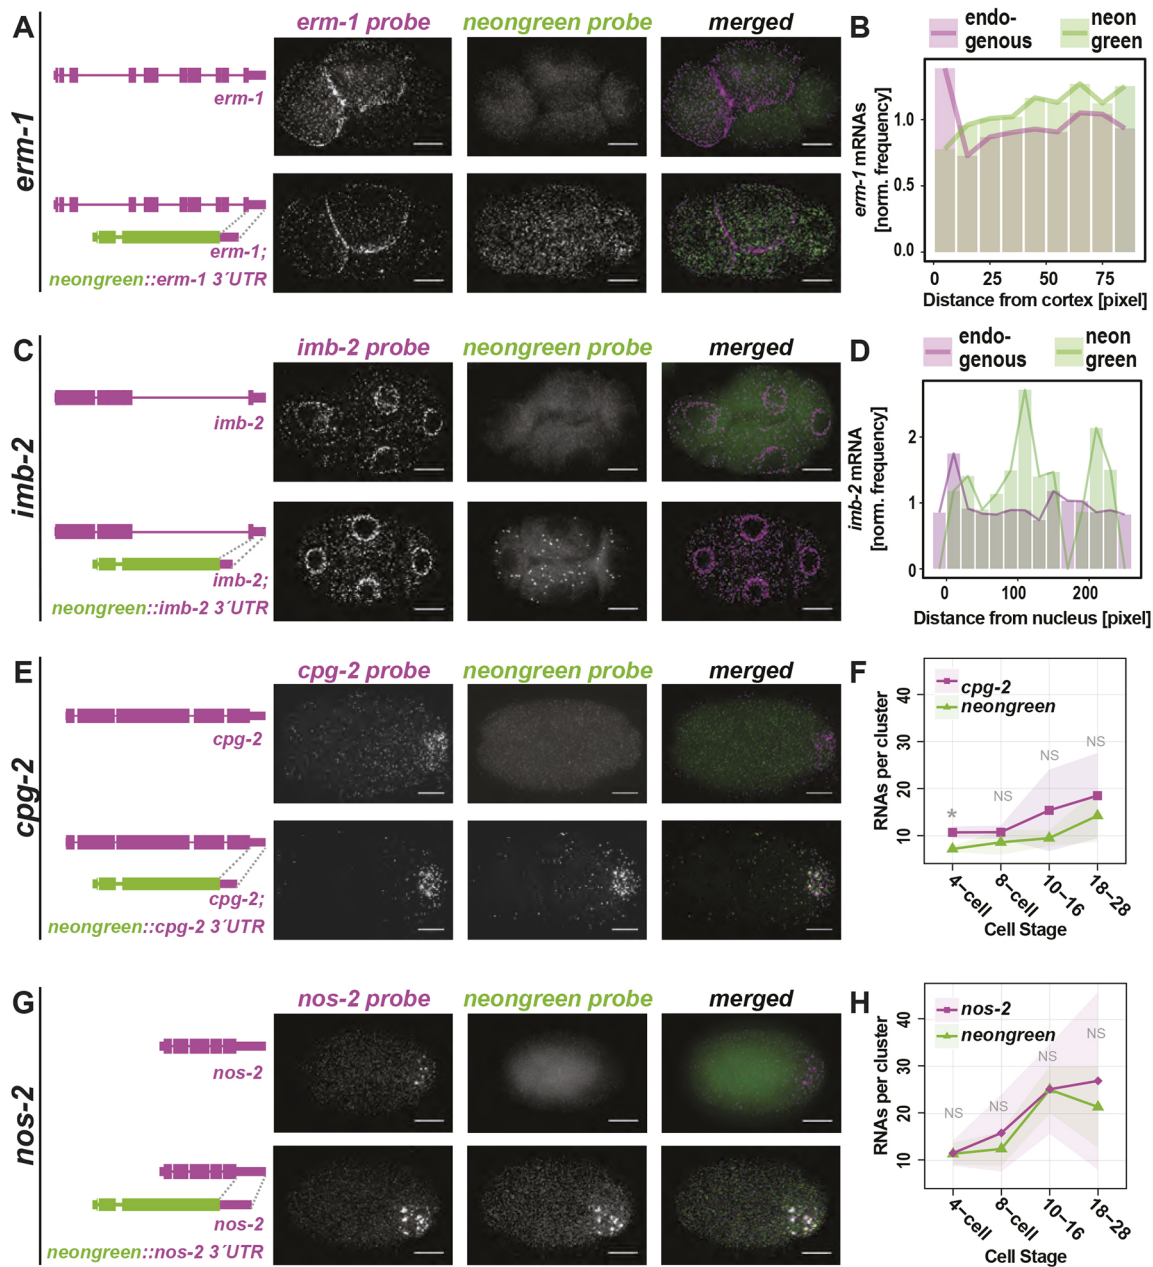 A
erm-1 probe
neongreen probe
merged
erm-1
erm-1
erm-1;
neongreen::erm-1 3´UTR
B
endo-
genous
neon
green
erm-1 mRNAs
[norm. frequency]
1.0
0.5
0.0
0
25
50
75
Distance from cortex [pixel]
C
imb-2 probe
neongreen probe
merged
imb-2
imb-2
imb-2;
neongreen::imb-2 3´UTR
D
endo-
genous
neon
green
imb-2 mRNA
[norm. frequency]
2
1
0
0
100
200
Distance from nucleus [pixel]
E
cpg-2 probe
neongreen probe
merged
cpg-2
cpg-2
cpg-2;
neongreen::cpg-2 3´UTR
F
cpg-2
neongreen
RNAs per cluster
40
30
20
10
*
NS
NS
NS
4–cell
8–cell
10–16
18–28
Cell Stage
G
nos-2 probe
neongreen probe
merged
nos-2
nos-2
nos-2
neongreen::nos-2 3´UTR
H
nos-2
neongreen
RNAs per cluster
40
30
20
10
NS
NS
NS
NS
4–cell
8–cell
10–16
18–28
Cell Stage